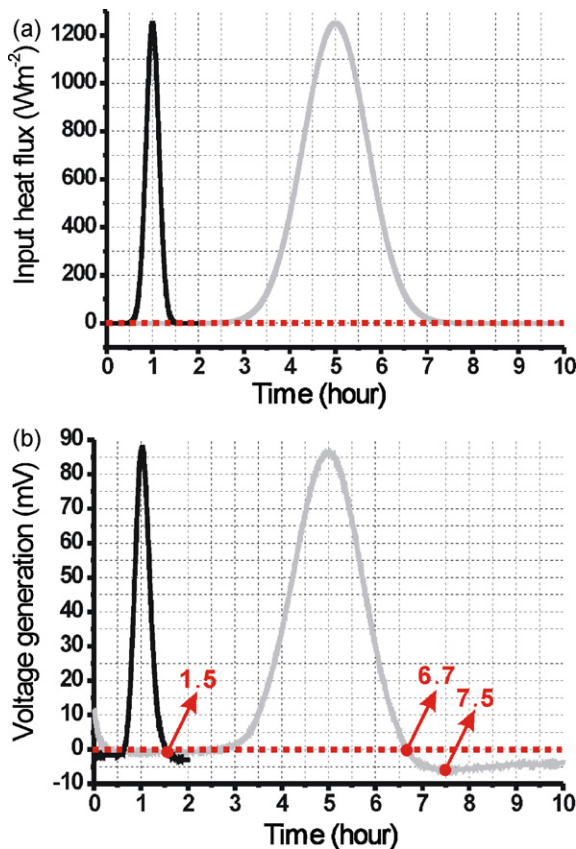 (a)
Input heat flux (Wm⁻²)
1200
1000
800
600
400
200
0
0 1 2 3 4 5 6 7 8 9 10
Time (hour)
(b)
Voltage generation (mV)
90
80
70
60
50
40
30
20
10
0
-10
1.5
6.7
7.5
0 1 2 3 4 5 6 7 8 9 10
Time (hour)